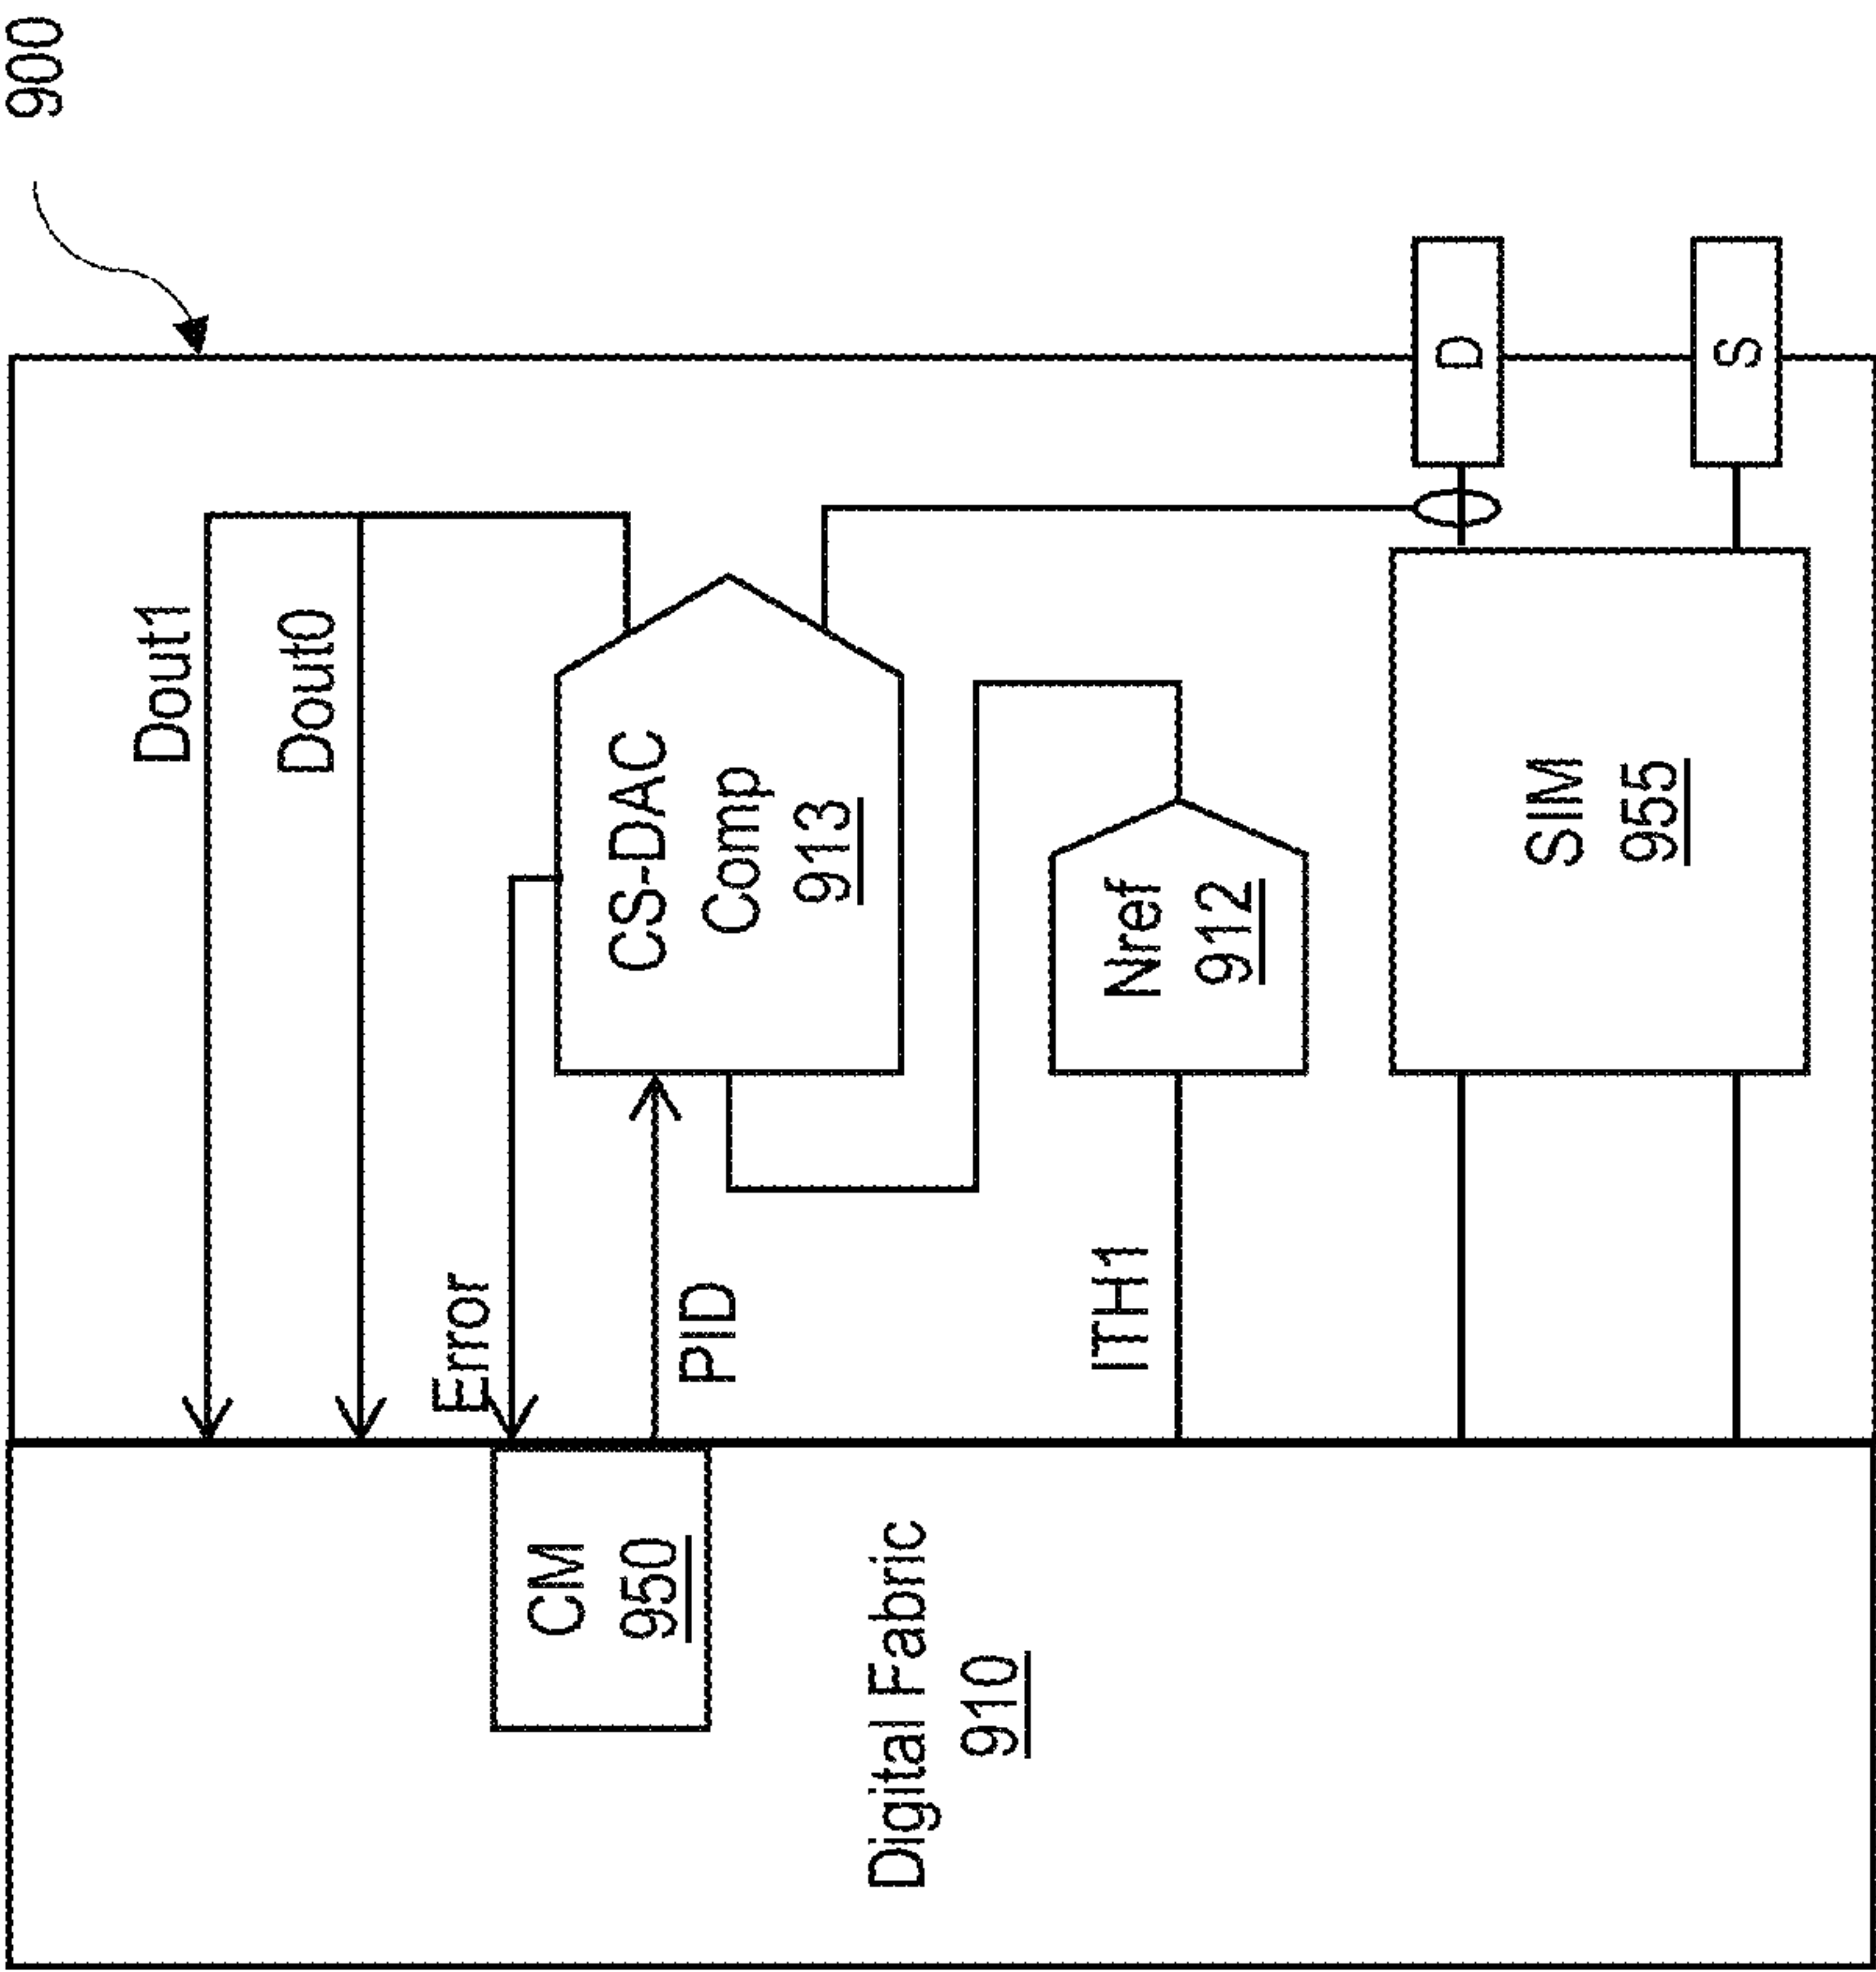 900
Dout1
Dout0
Error
PID
CS-DAC
Comp
913
Nref
912
ITH1
SIM
955
D
S
CM
950
Digital Fabric
910